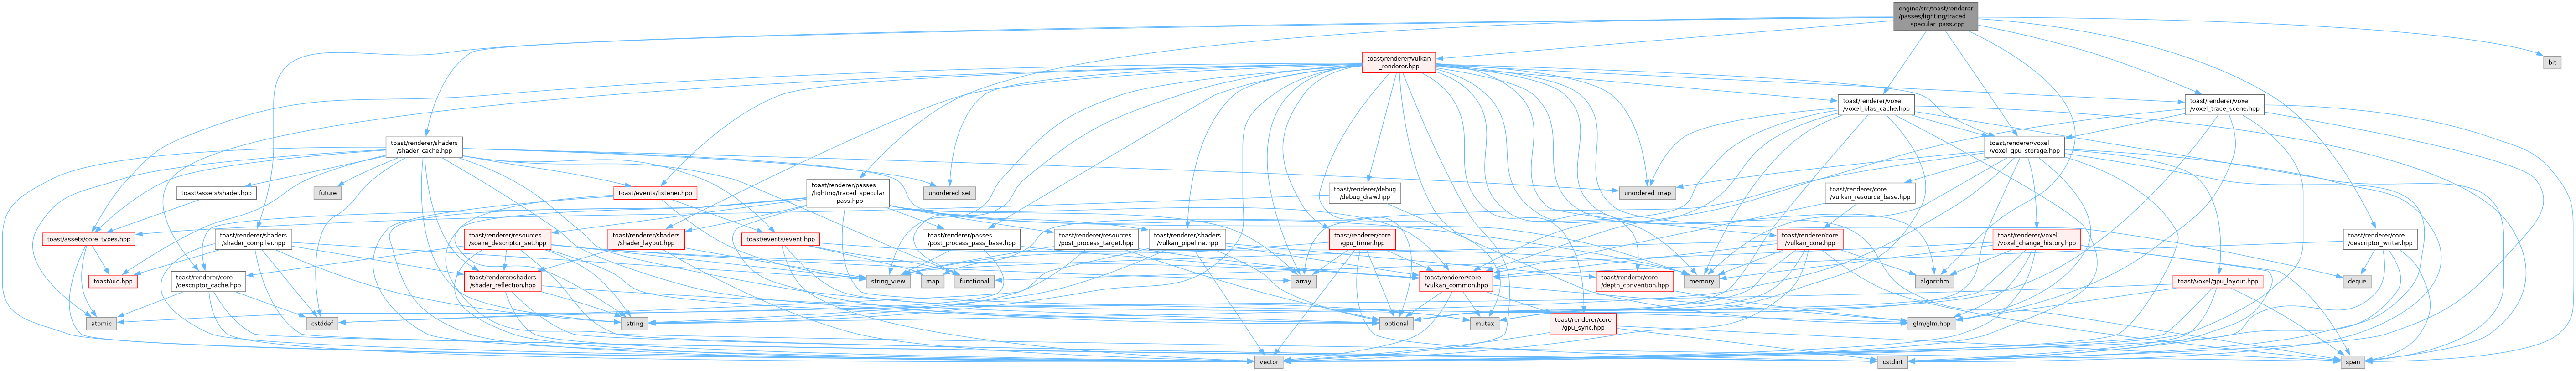 engine/src/toast/renderer
/passes/lighting/traced
_specular_pass.cpp
toast/renderer/vulkan
_renderer.hpp
bit
toast/renderer/voxel
/voxel_blas_cache.hpp
toast/renderer/voxel
/voxel_trace_scene.hpp
toast/renderer/shaders
/shader_cache.hpp
toast/renderer/voxel
/voxel_gpu_storage.hpp
toast/assets/shader.hpp
future
toast/events/listener.hpp
toast/renderer/passes
/lighting/traced_specular
_pass.hpp
unordered_set
toast/renderer/debug
/debug_draw.hpp
unordered_map
toast/renderer/core
/vulkan_resource_base.hpp
toast/assets/core_types.hpp
toast/renderer/shaders
/shader_compiler.hpp
toast/renderer/resources
/scene_descriptor_set.hpp
toast/renderer/shaders
/shader_layout.hpp
toast/events/event.hpp
toast/renderer/passes
/post_process_pass_base.hpp
toast/renderer/resources
/post_process_target.hpp
toast/renderer/shaders
/vulkan_pipeline.hpp
toast/renderer/core
/gpu_timer.hpp
toast/renderer/core
/vulkan_core.hpp
toast/renderer/voxel
/voxel_change_history.hpp
toast/renderer/core
/descriptor_writer.hpp
toast/uid.hpp
toast/renderer/core
/descriptor_cache.hpp
toast/renderer/shaders
/shader_reflection.hpp
string_view
map
functional
array
toast/renderer/core
/vulkan_common.hpp
toast/renderer/core
/depth_convention.hpp
memory
algorithm
toast/voxel/gpu_layout.hpp
deque
atomic
cstddef
string
optional
mutex
toast/renderer/core
/gpu_sync.hpp
glm/glm.hpp
vector
cstdint
span